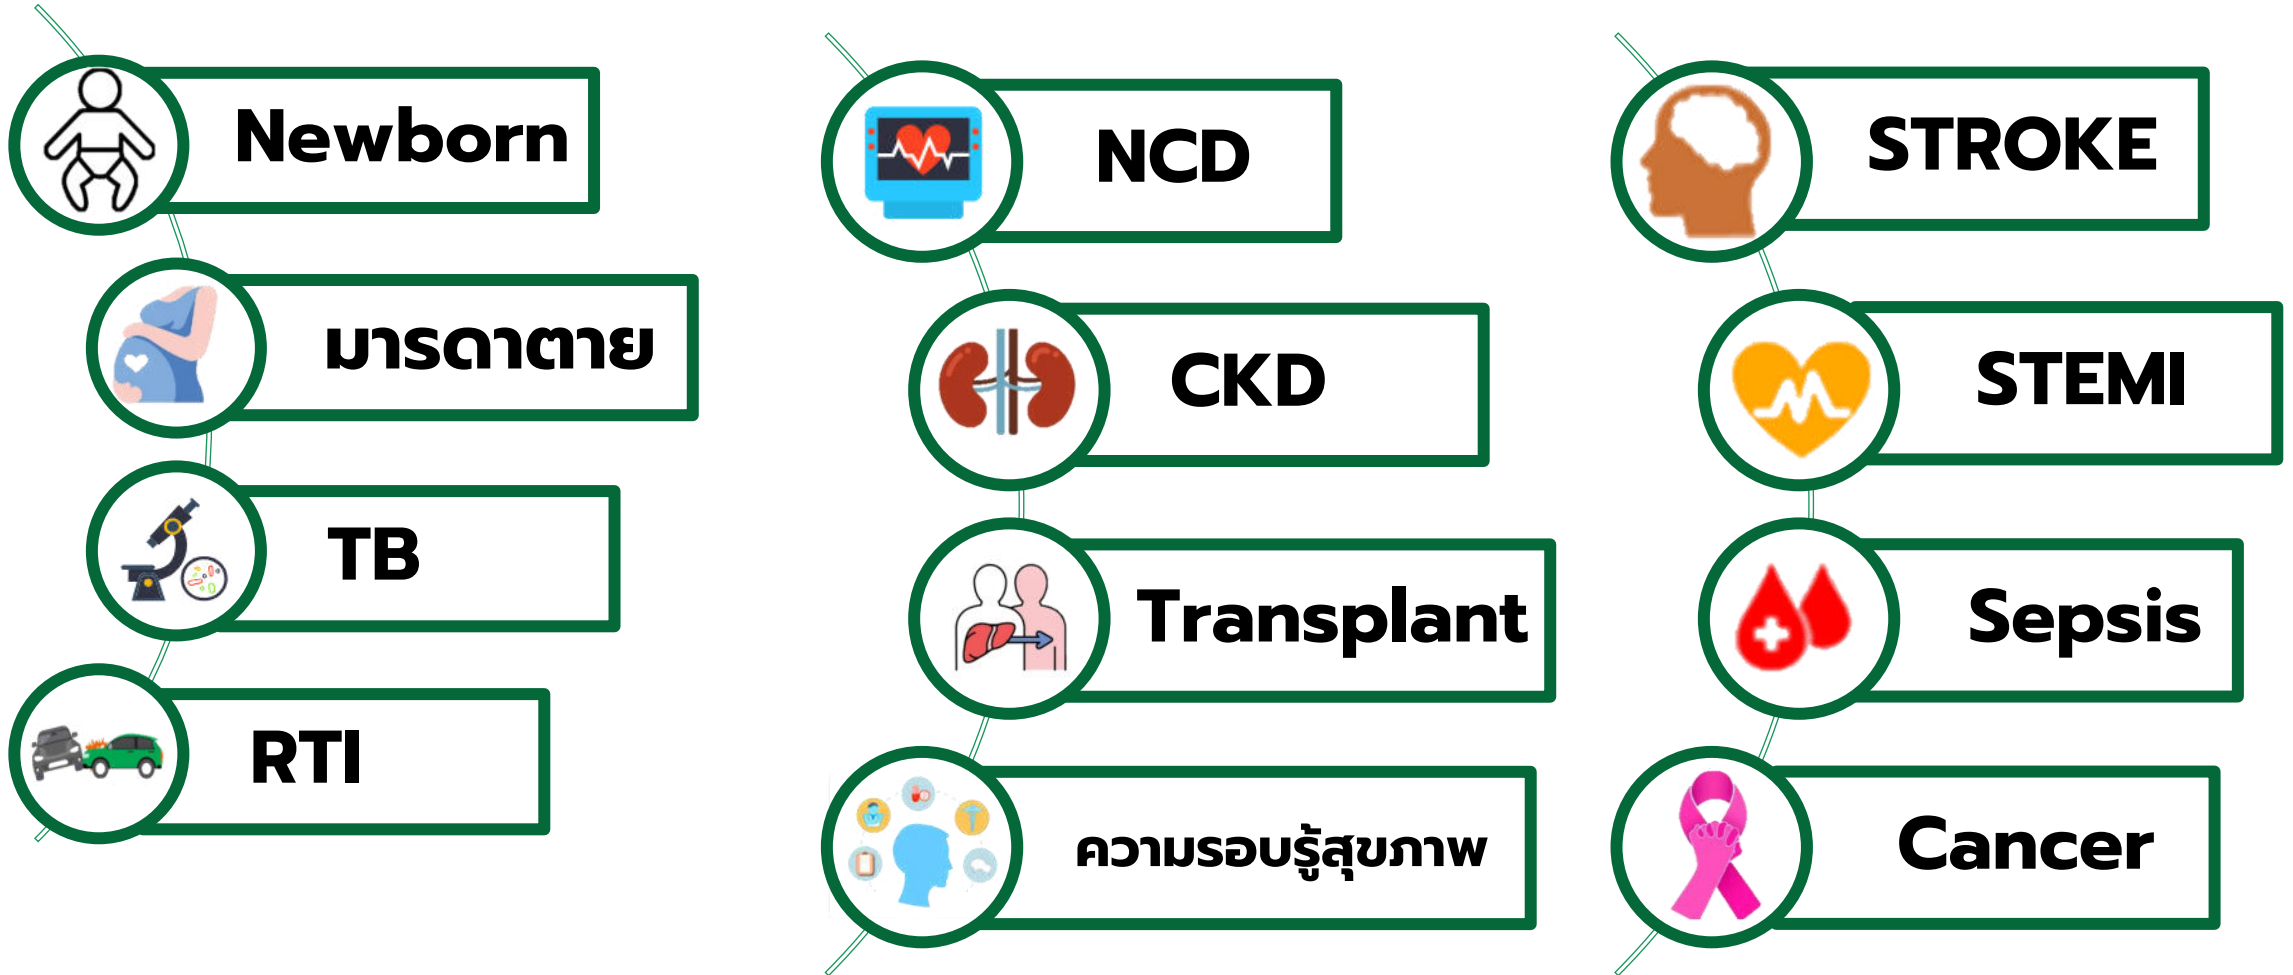 Newborn
มารดาตาย
TB
RTI
NCD
CKD
Transplant
ความรอบรู้สุขภาพ
STROKE
STEMI
Sepsis
Cancer